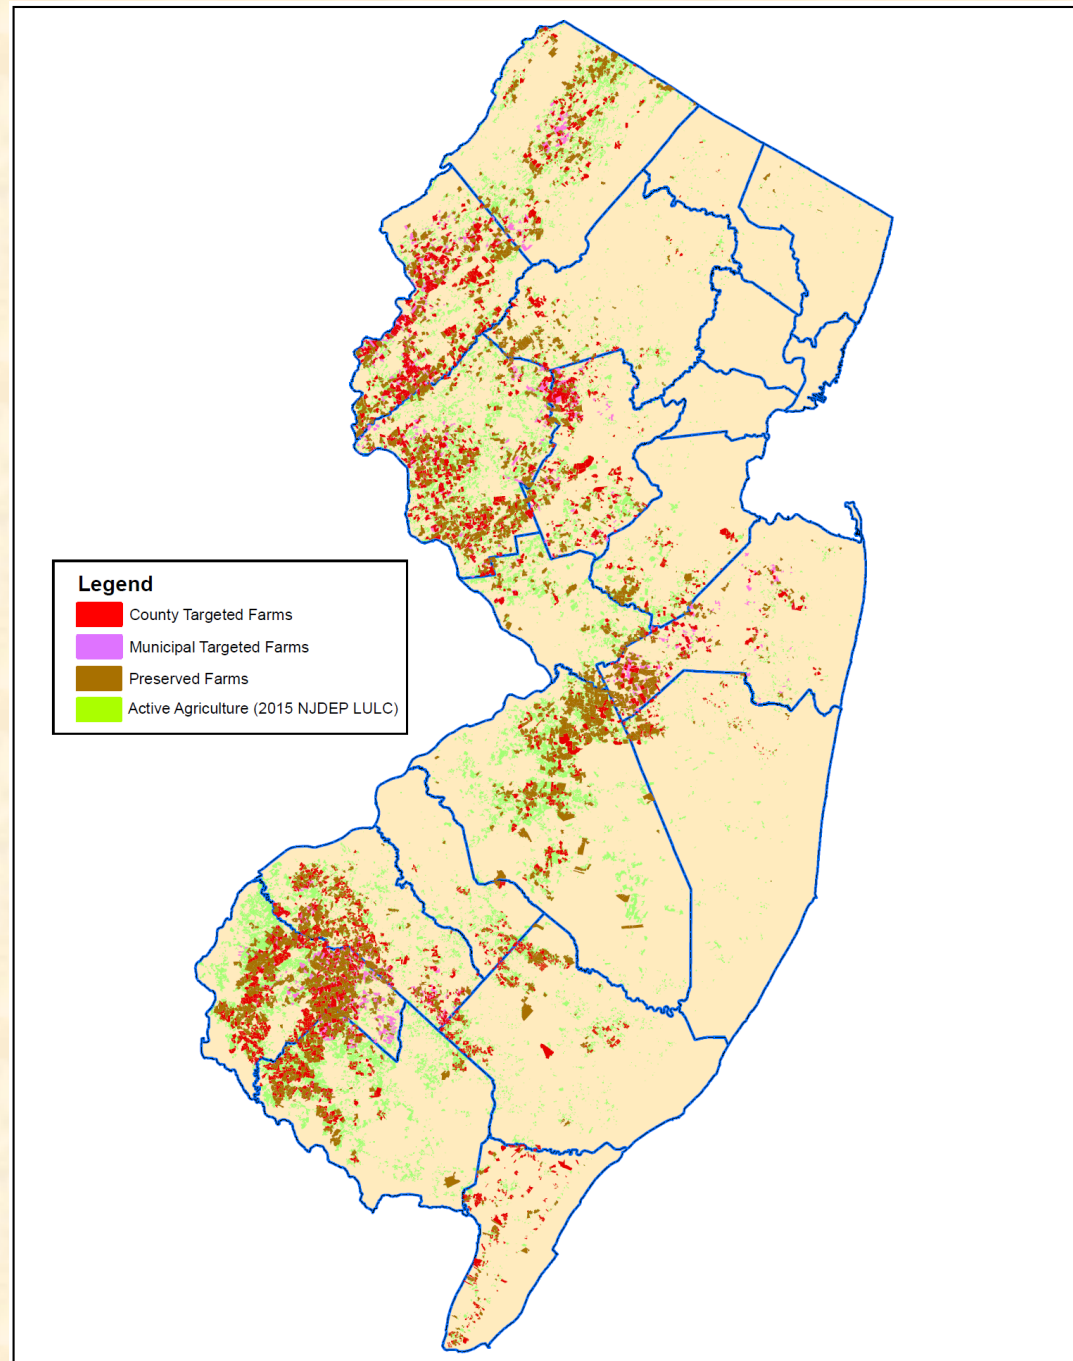 Legend
County Targeted Farms
Municipal Targeted Farms
Preserved Farms
Active Agriculture (2015 NJDEP LULC)